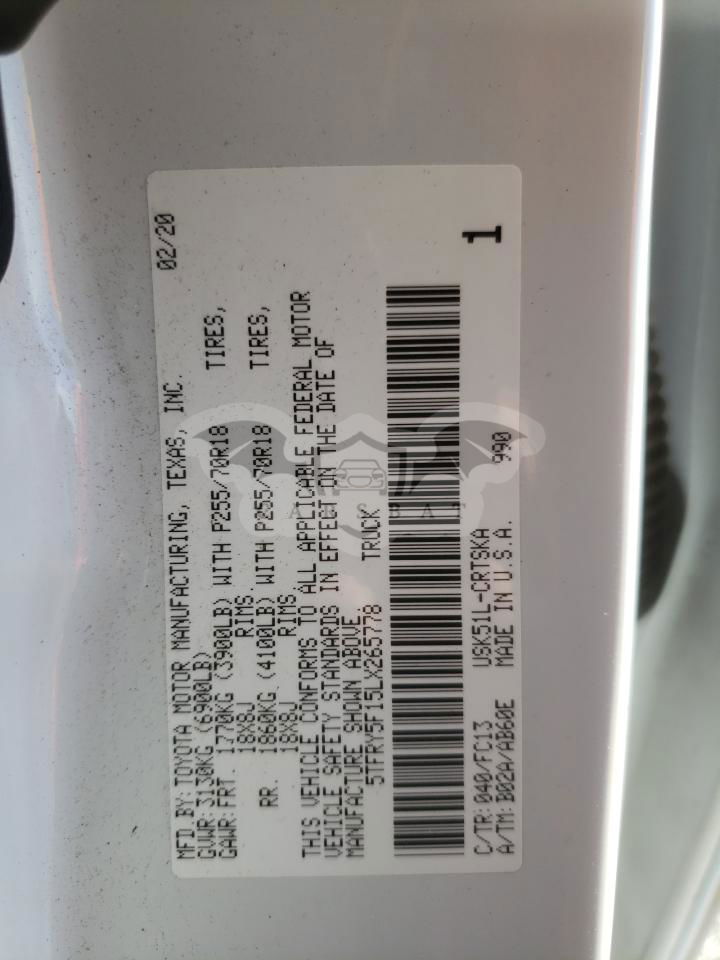 MFD.BY:TOYOTA MOTOR MANUFACTURING, TEXAS, INC. 02/20
GVWR:3130KG(6900LB)
GAWR:FRT. 1770KG (3900LB) WITH P255/70R18 TIRES,
18X8J RIMS,
RR. 1860KG.(4100LB) WITH P255/70R18 TIRES,
18X8J RIMS
THIS VEHICLE CONFORMS TO ALL APPLICABLE FEDERAL MOTOR
VEHICLE SAFETY STANDARDS IN EFFECT ON THE DATE OF
MANUFACTURE SHOWN ABOVE.
5TFRY5F15LX265778 TRUCK
C/TR:040/FC13 USK51L-CRTSKA 990 1
A/TM:B02A/AB60E MADE IN U.S.A.